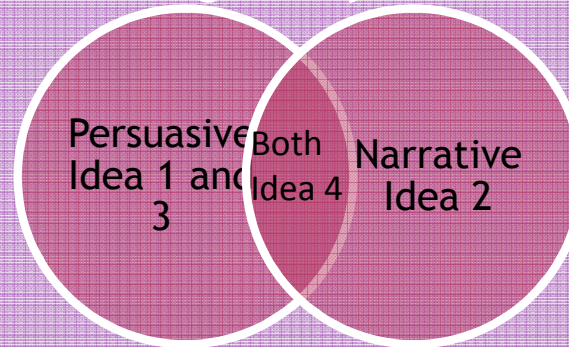 Persuasive
Idea 1 and
3
Both
Idea 4
Narrative
Idea 2